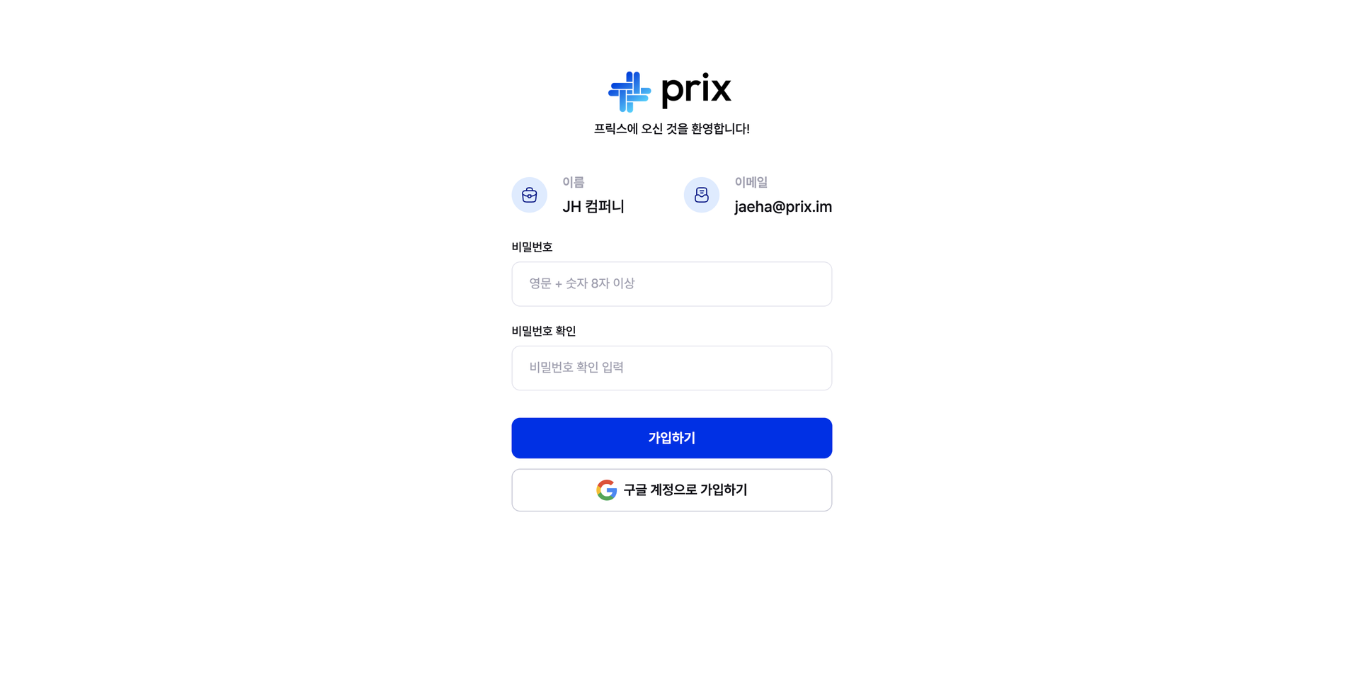 prix
프릭스에 오신 것을 환영합니다!
이름
JH 컴퍼니
이메일
jaeha@prix.im
비밀번호
영문 + 숫자 8자 이상
비밀번호 확인
비밀번호 확인 입력
가입하기
구글 계정으로 가입하기